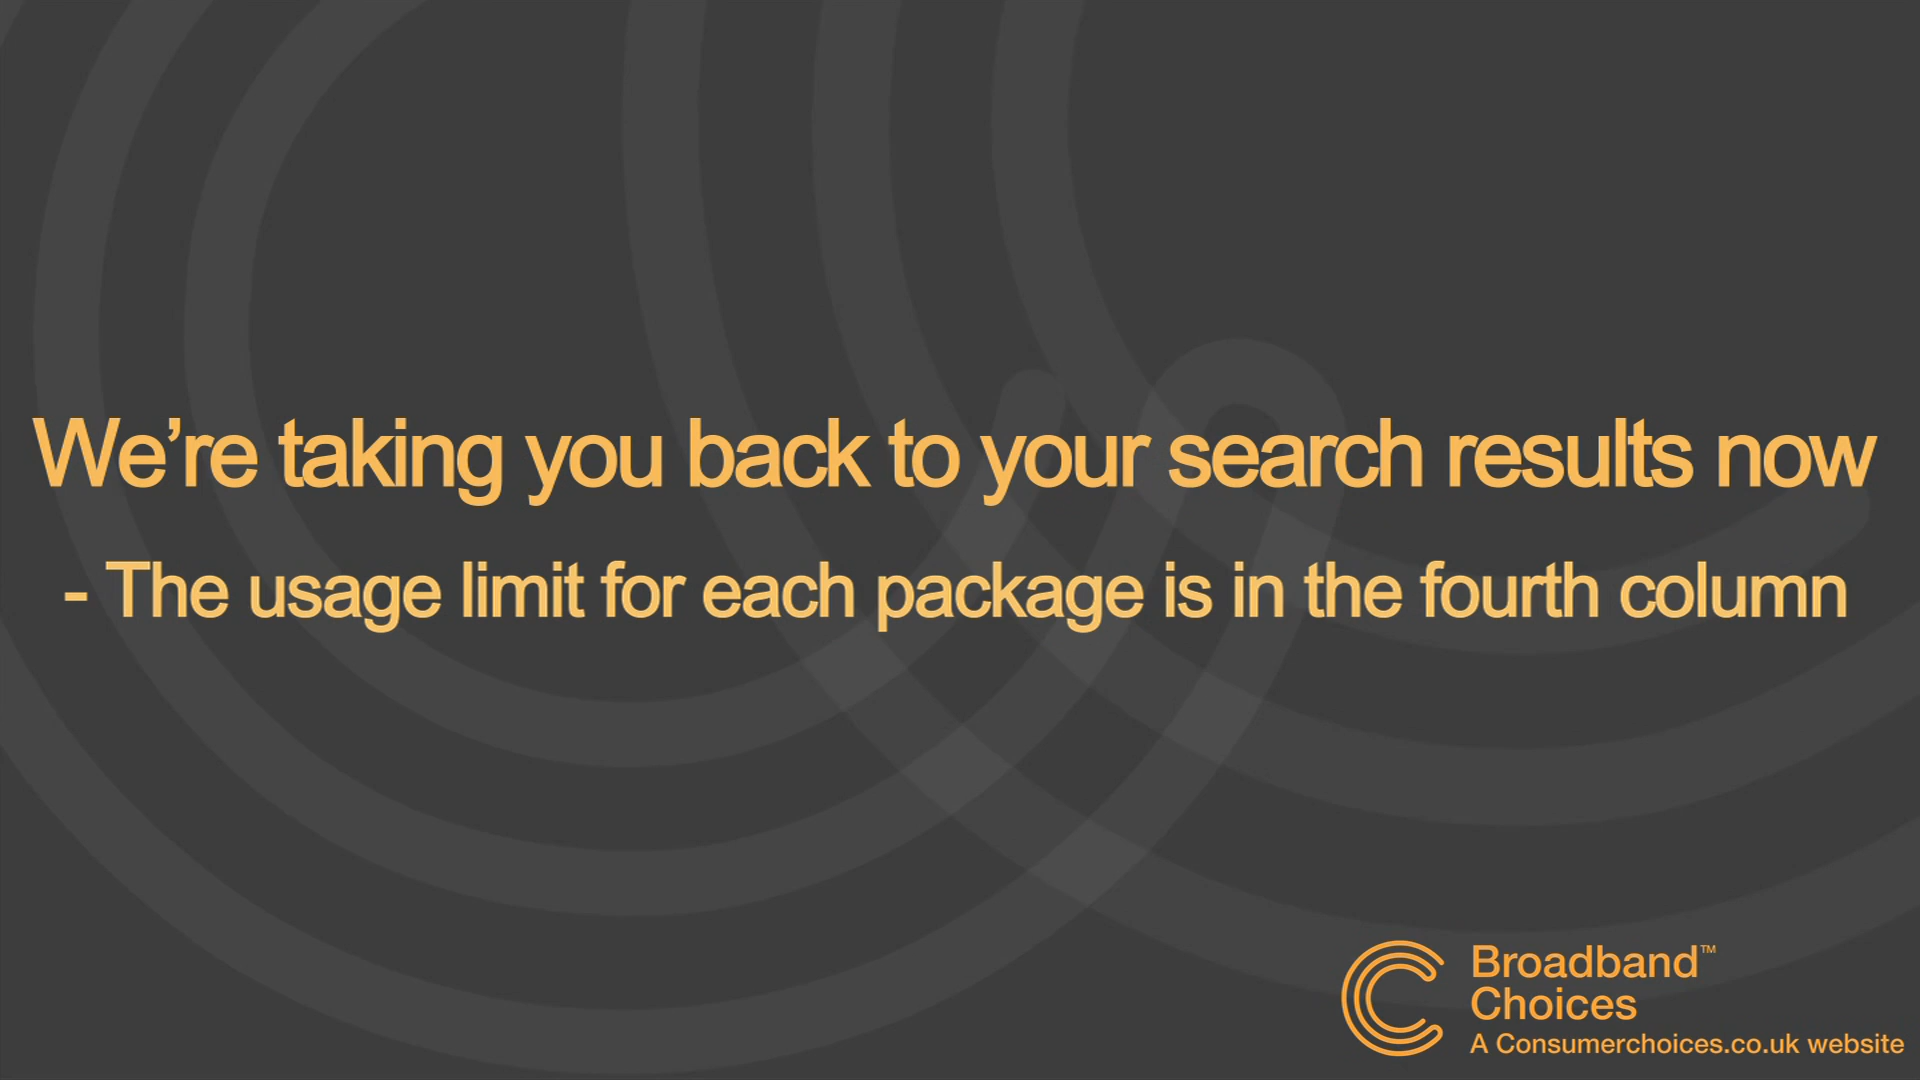 We’re taking you back to your search results now
- The usage limit for each package is in the fourth column
Broadband™
Choices
A Consumerchoices.co.uk website